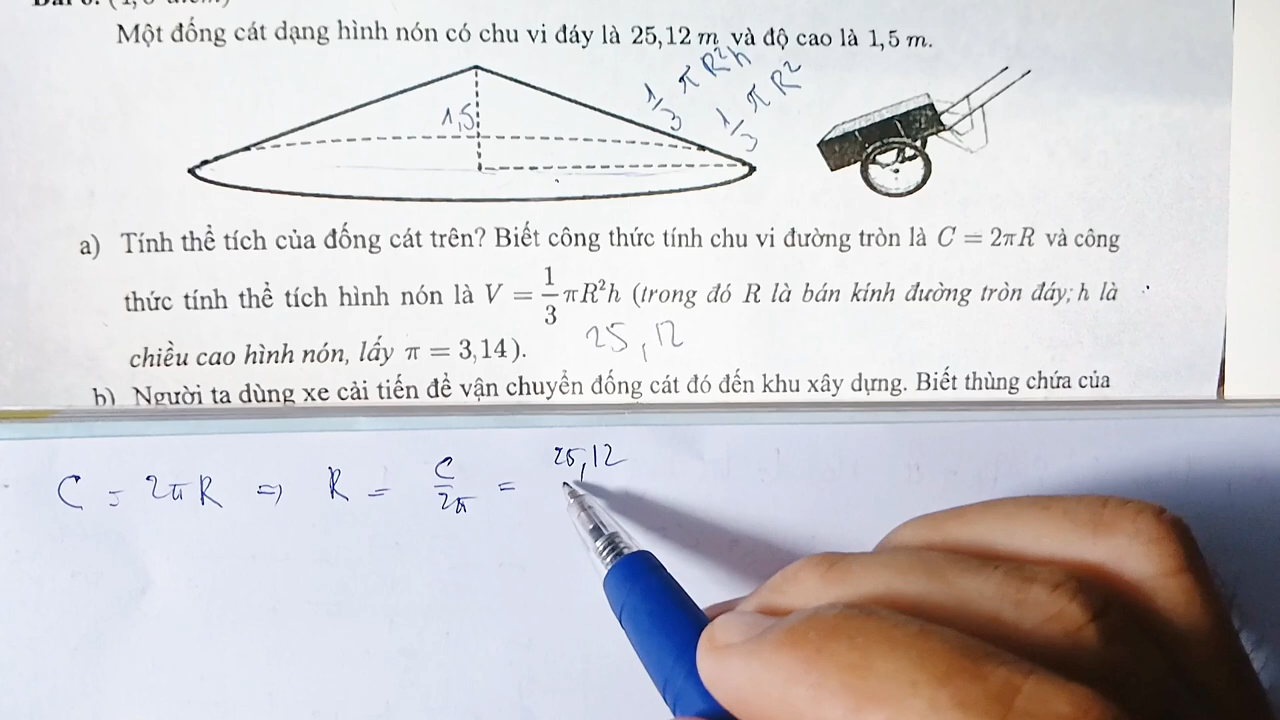 Một đống cát dạng hình nón có chu vi đáy là 25,12 m và độ cao là 1,5 m.
1/3 πR²h
1/3 πR²
1,5
a) Tính thể tích của đống cát trên? Biết công thức tính chu vi đường tròn là C = 2πR và công
thức tính thể tích hình nón là V = 1/3 πR²h (trong đó R là bán kính đường tròn đáy; h là
chiều cao hình nón, lấy π = 3,14).
25,12
b) Người ta dùng xe cải tiến để vận chuyển đống cát đó đến khu xây dựng. Biết thùng chứa của
C = 2πR ⇒ R = C/2π = 25,12